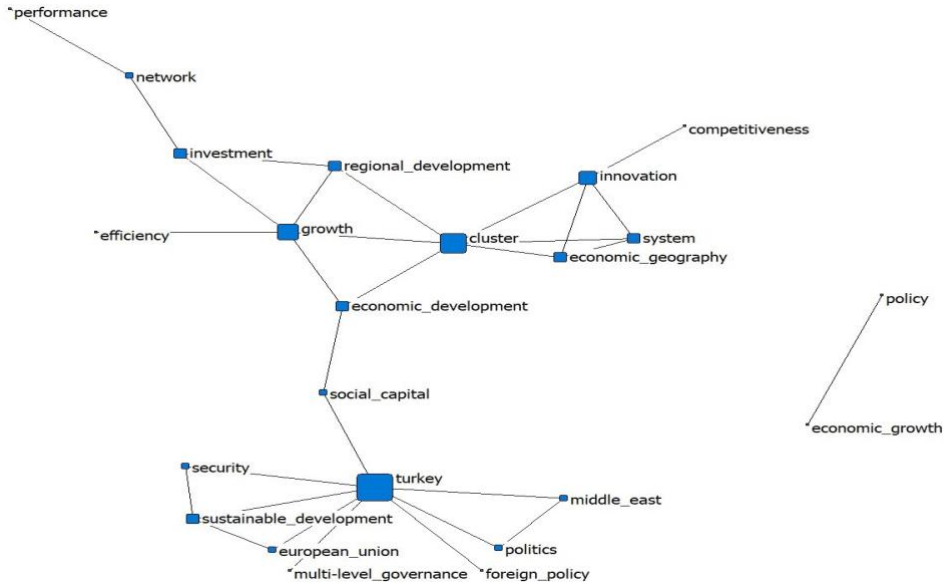 performance
network
competitiveness
investment
regional_development
innovation
efficiency
growth
cluster
system
economic_geography
policy
economic_development
social_capital
economic_growth
security
turkey
middle_east
sustainable_development
european_union
politics
multi-level_governance
foreign_policy